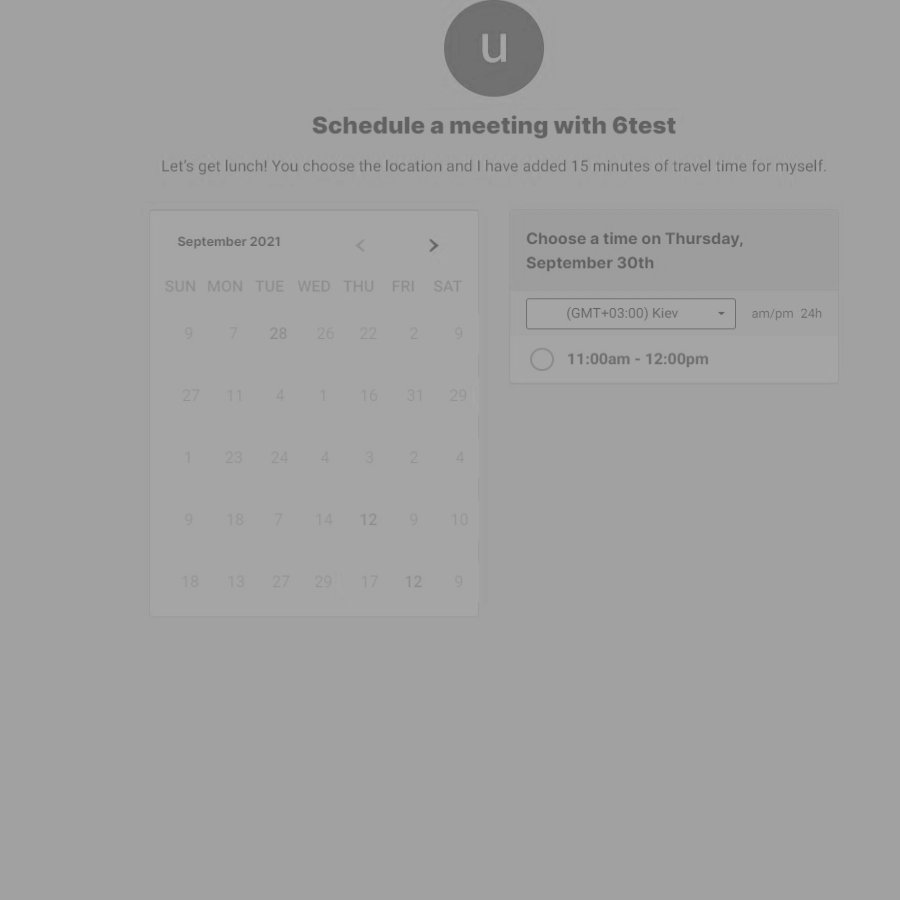 u
Schedule a meeting with 6test
Let's get lunch! You choose the location and I have added 15 minutes of travel time for myself.
September 2021
SUN MON TUE WED THU FRI SAT
9 7 28 26 22 2 9
27 11 4 1 16 31 29
1 23 24 4 3 2 4
9 18 7 14 12 9 10
18 13 27 29 17 12 9
Choose a time on Thursday,
September 30th
(GMT+03:00) Kiev am/pm 24h
11:00am - 12:00pm